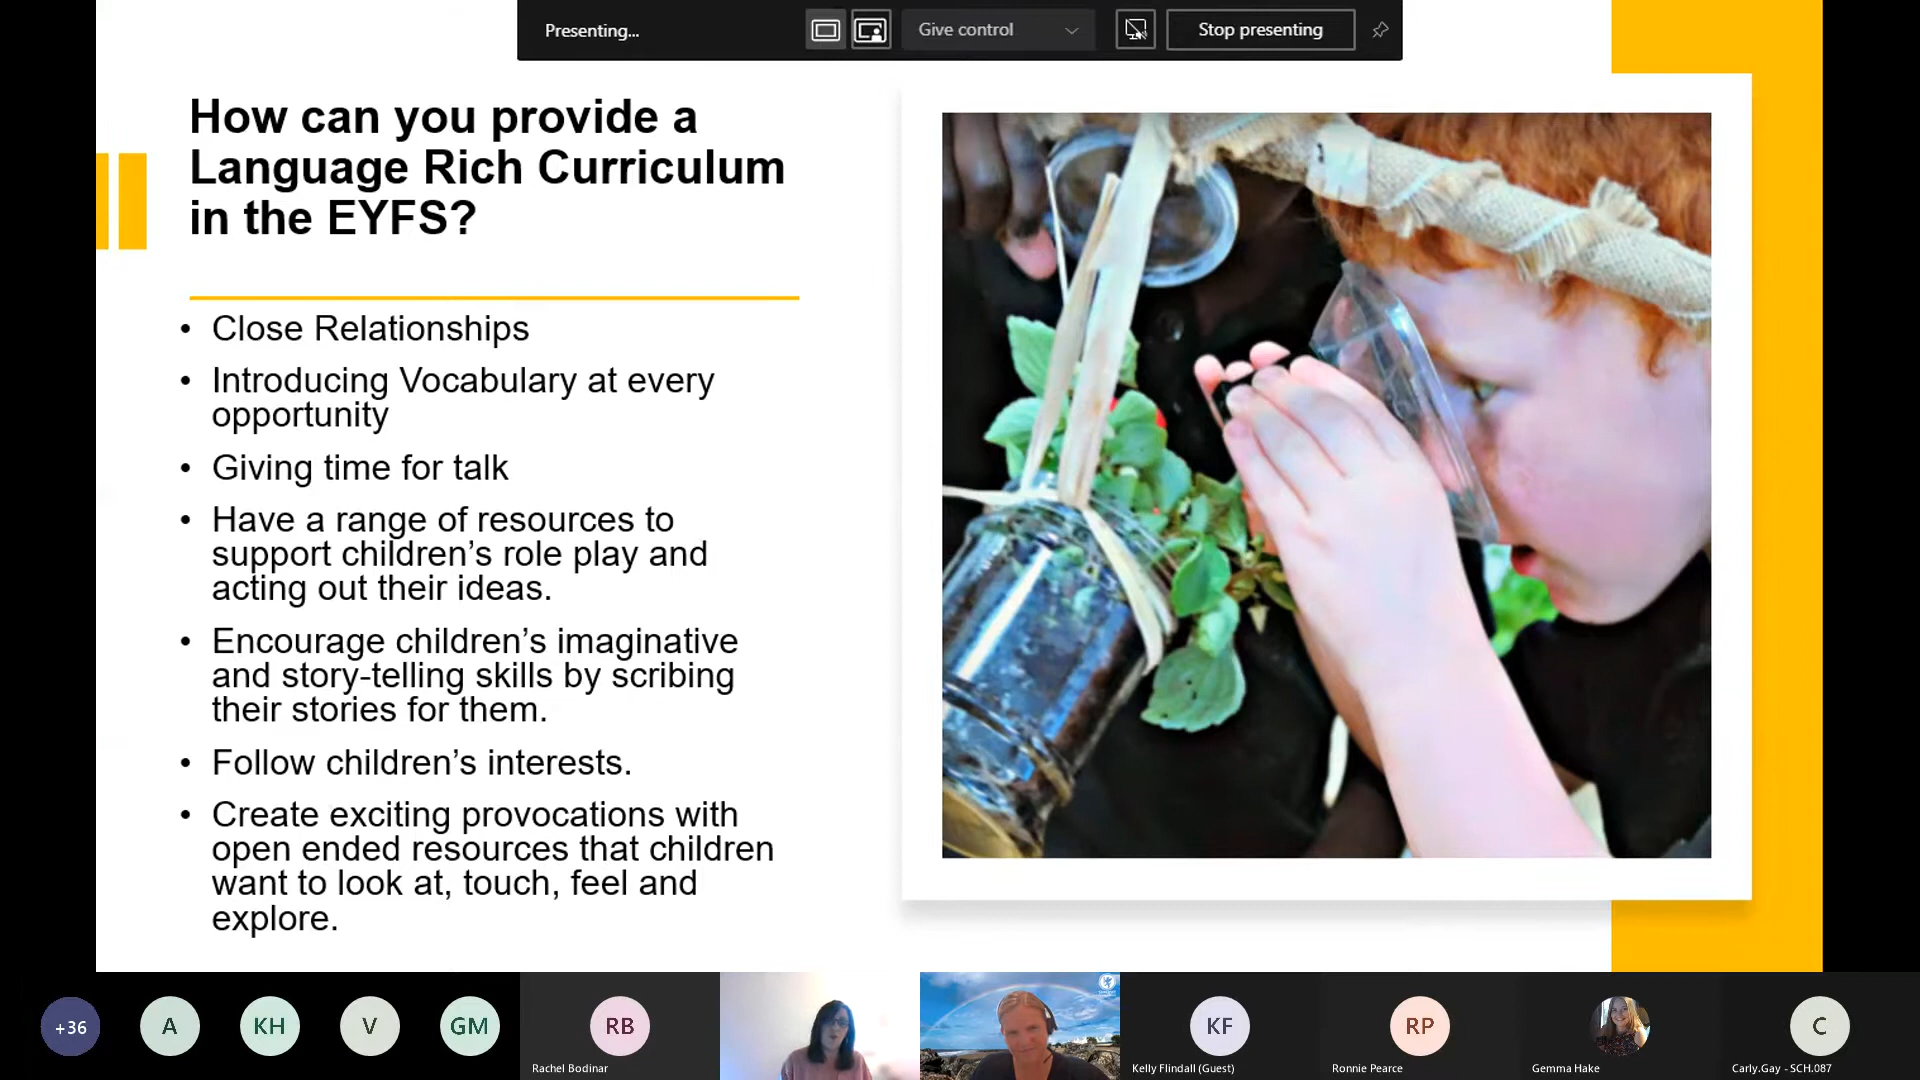 Presenting...
Give control
Stop presenting
How can you provide a
Language Rich Curriculum
in the EYFS?
• Close Relationships
• Introducing Vocabulary at every
opportunity
• Giving time for talk
• Have a range of resources to
support children’s role play and
acting out their ideas.
• Encourage children’s imaginative
and story-telling skills by scribing
their stories for them.
• Follow children’s interests.
• Create exciting provocations with
open ended resources that children
want to look at, touch, feel and
explore.
+36
A
KH
V
GM
RB
Rachel Bodinar
KF
Kelly Flindall (Guest)
RP
Ronnie Pearce
Gemma Hake
C
Carly.Gay - SCH.087